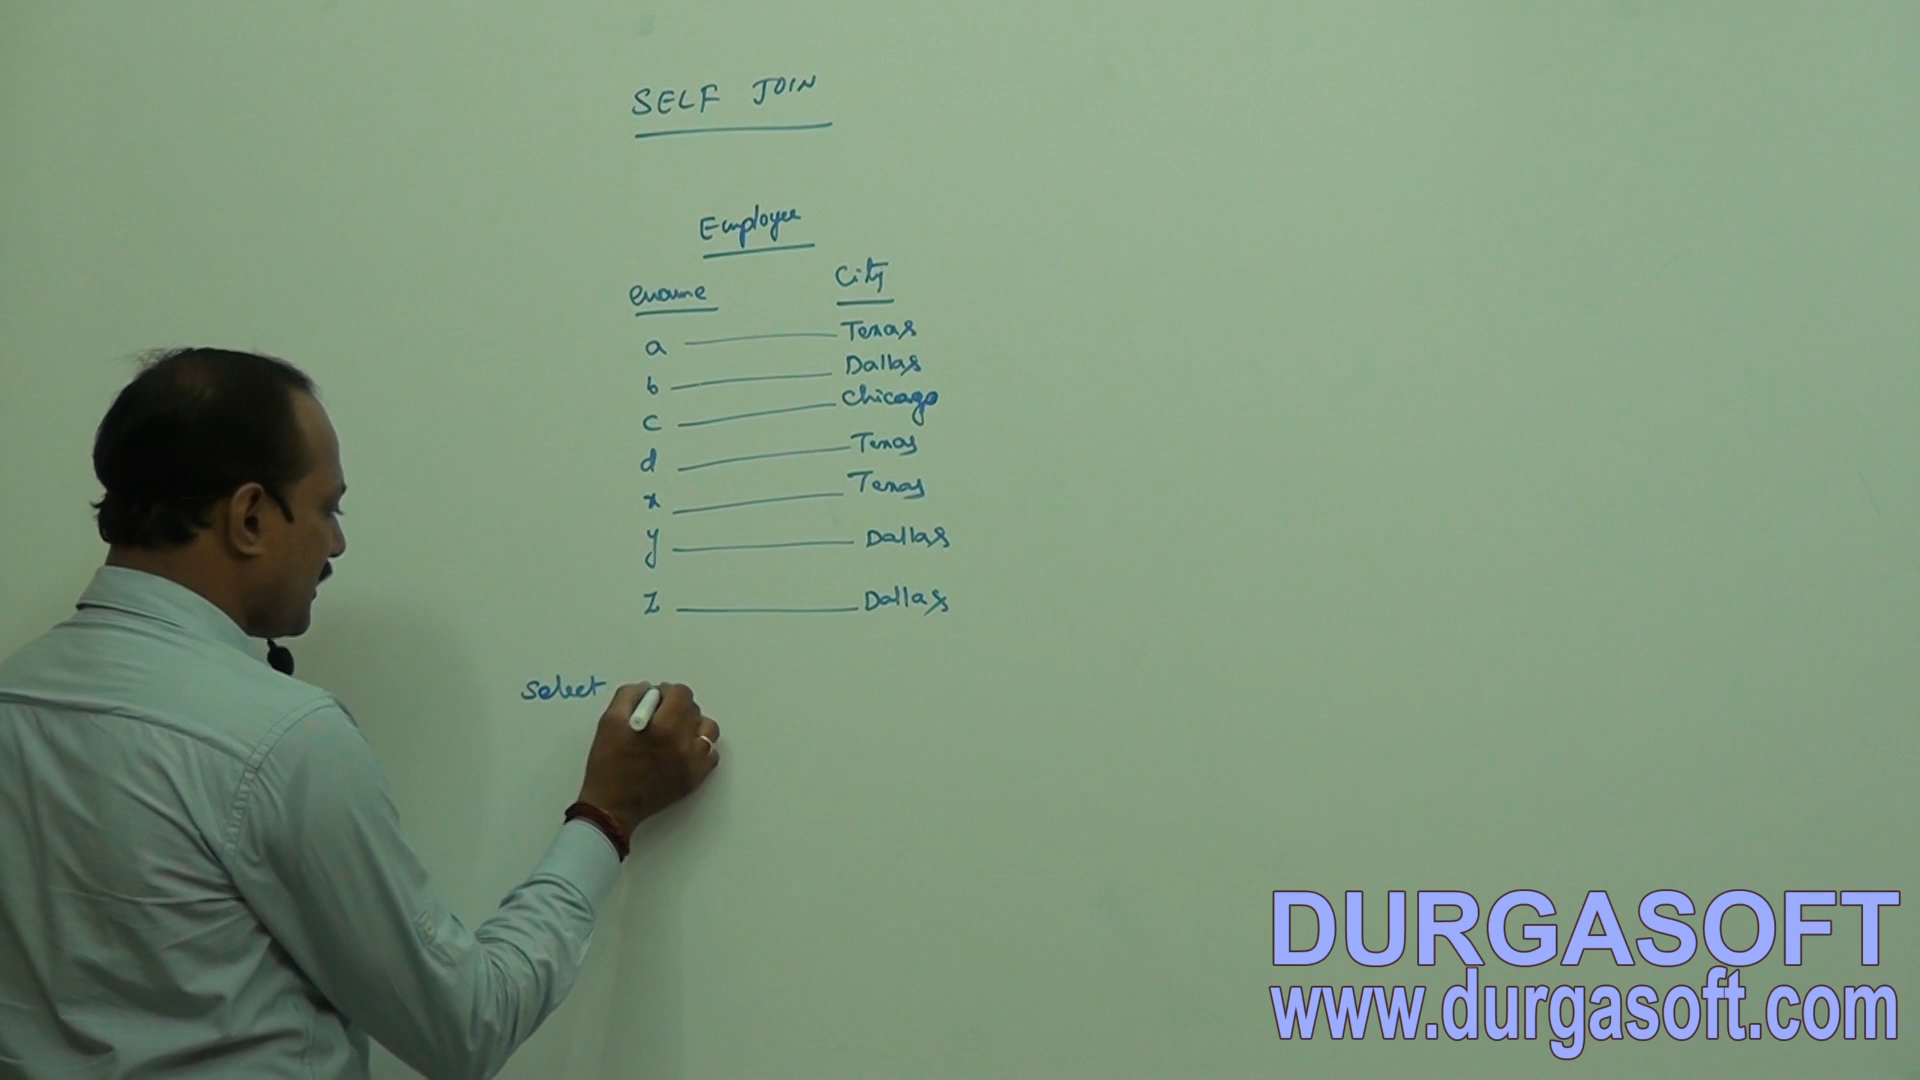 SELF JOIN
Employee
ename City
a Texas
b Dallas
c Chicago
d Texas
x Texas
y Dallas
z Dallas
Select
DURGASOFT
www.durgasoft.com